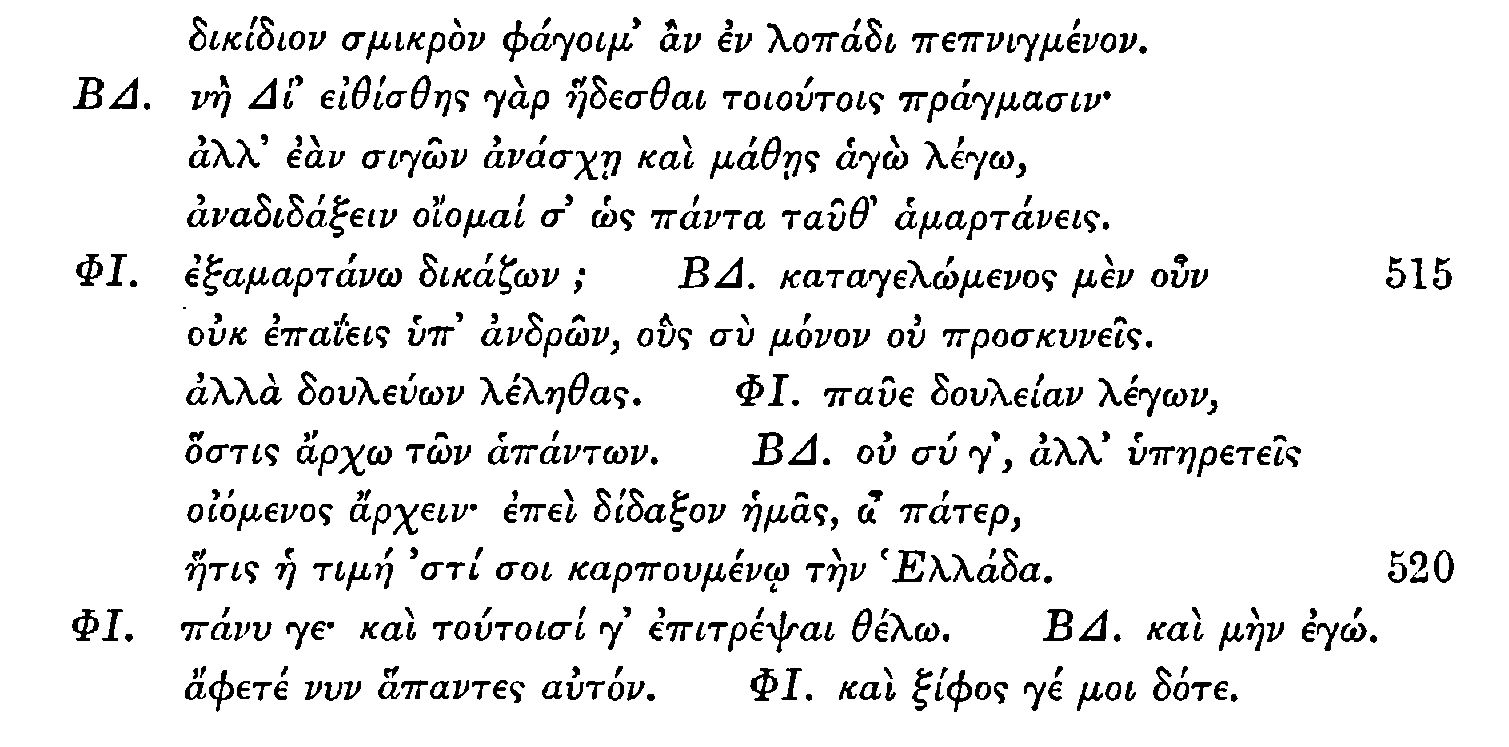 δικίδιον σμικρὸν φάγοιμ’ ἂν ἐν λοπάδι πεπνιγμένον.
ΒΔ. νὴ Δί’ εἰθίσθης γὰρ ἥδεσθαι τοιούτοις πράγμασιν·
ἀλλ’ ἐὰν σιγῶν ἀνάσχῃ καὶ μάθῃς ἁγὼ λέγω,
ἀναδιδάξειν οἴομαί σ’ ὡς πάντα ταῦθ’ ἁμαρτάνεις.
ΦΙ. ἐξαμαρτάνω δικάζων ; ΒΔ. καταγελώμενος μὲν οὖν 515
οὐκ ἐπαΐεις ὑπ’ ἀνδρῶν, οὓς σὺ μόνον οὐ προσκυνεῖς.
ἀλλὰ δουλεύων λέληθας. ΦΙ. παῦε δουλείαν λέγων,
ὅστις ἄρχω τῶν ἁπάντων. ΒΔ. οὐ σύ γ’, ἀλλ’ ὑπηρετεῖς
οἰόμενος ἄρχειν· ἐπεὶ δίδαξον ἡμᾶς, ὦ πάτερ,
ἥτις ἡ τιμή ’στί σοι καρπουμένῳ τὴν Ἑλλάδα. 520
ΦΙ. πάνυ γε· καὶ τούτοισί γ’ ἐπιτρέψαι θέλω. ΒΔ. καὶ μὴν ἐγώ.
ἄφετέ νυν ἅπαντες αὐτόν. ΦΙ. καὶ ξίφος γέ μοι δότε.